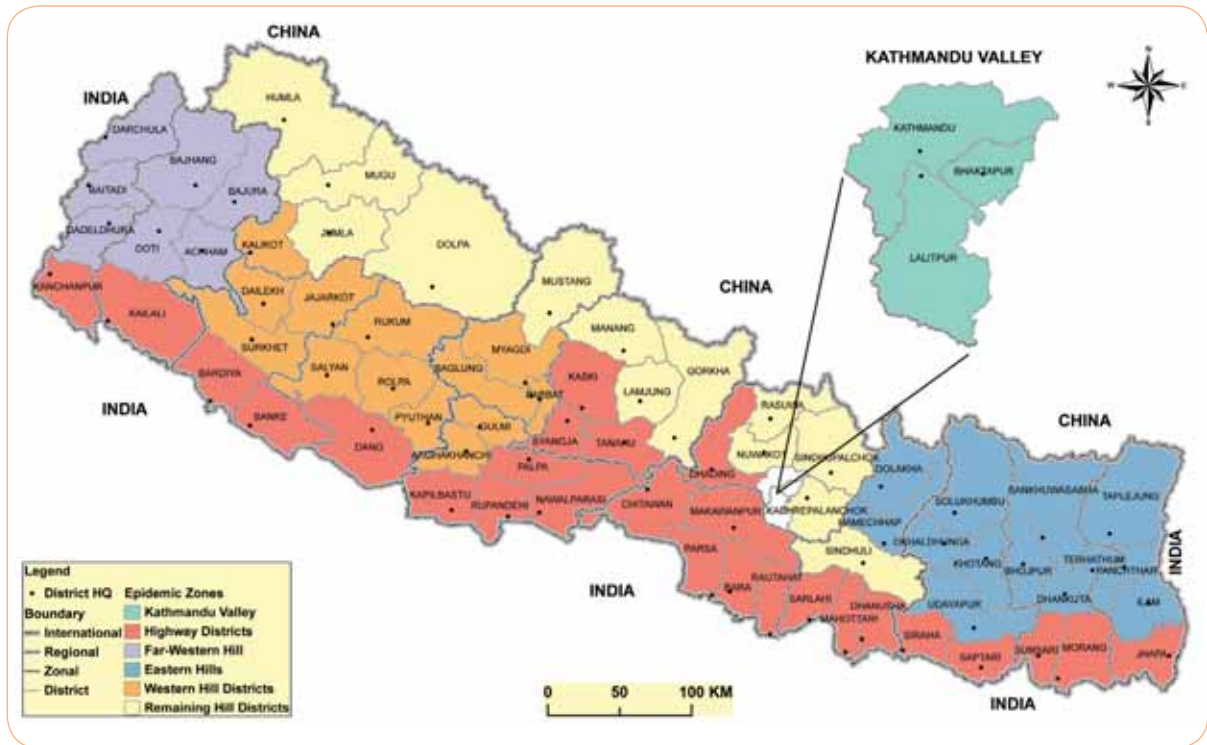 CHINA
KATHMANDU VALLEY
N
W
E
S
INDIA
HUMLA
DARCHULA
KATHMANDU
BAJHANG
BHAKTAPUR
MUGU
BAITADI
BAJURA
JUMLA
DADELDHURA
DOTI
ACHHAM
KALIKOT
DOLPA
LALITPUR
MUSTANG
CHINA
KANCHANPUR
DAILEKH
JAJARKOT
KAILALI
RUKUM
MANANG
SURKHET
MYAGDI
GORKHA
SALYAN
BAGLUNG
KASKI
BARDIYA
ROLPA
PARBAT
LAMJUNG
RASUWA
CHINA
INDIA
BANKE
PYUTHAN
GULMI
SYANGJA
TANAHU
NUWAKOT
SINDHUPALCHOK
DANG
DOLAKHA
ARGHAKHANCHI
PALPA
DHADING
SANKHUWASABHA
TAPLEJUNG
KAPILBASTU
RUPANDEHI
NAWALPARASI
CHITAWAN
MAKAWANPUR
KABHREPALANCHOK
RAMECHHAP
SOLUKHUMBU
OKHALDHUNGA
INDIA
PARSA
SINDHULI
KHOTANG
BHOJPUR
TERHATHUM
PANCHTHAR
INDIA
BARA
RAUTAHAT
SARLAHI
DHANUSHA
UDAYAPUR
DHANKUTA
ILAM
MAHOTTARI
SIRAHA
SAPTARI
SUNSARI
MORANG
JHAPA
INDIA
Legend
District HQ
Boundary
International
Regional
Zonal
District
Epidemic Zones
Kathmandu Valley
Highway Districts
Far-Western Hill
Eastern Hills
Western Hill Districts
Remaining Hill Districts
0 50 100 KM